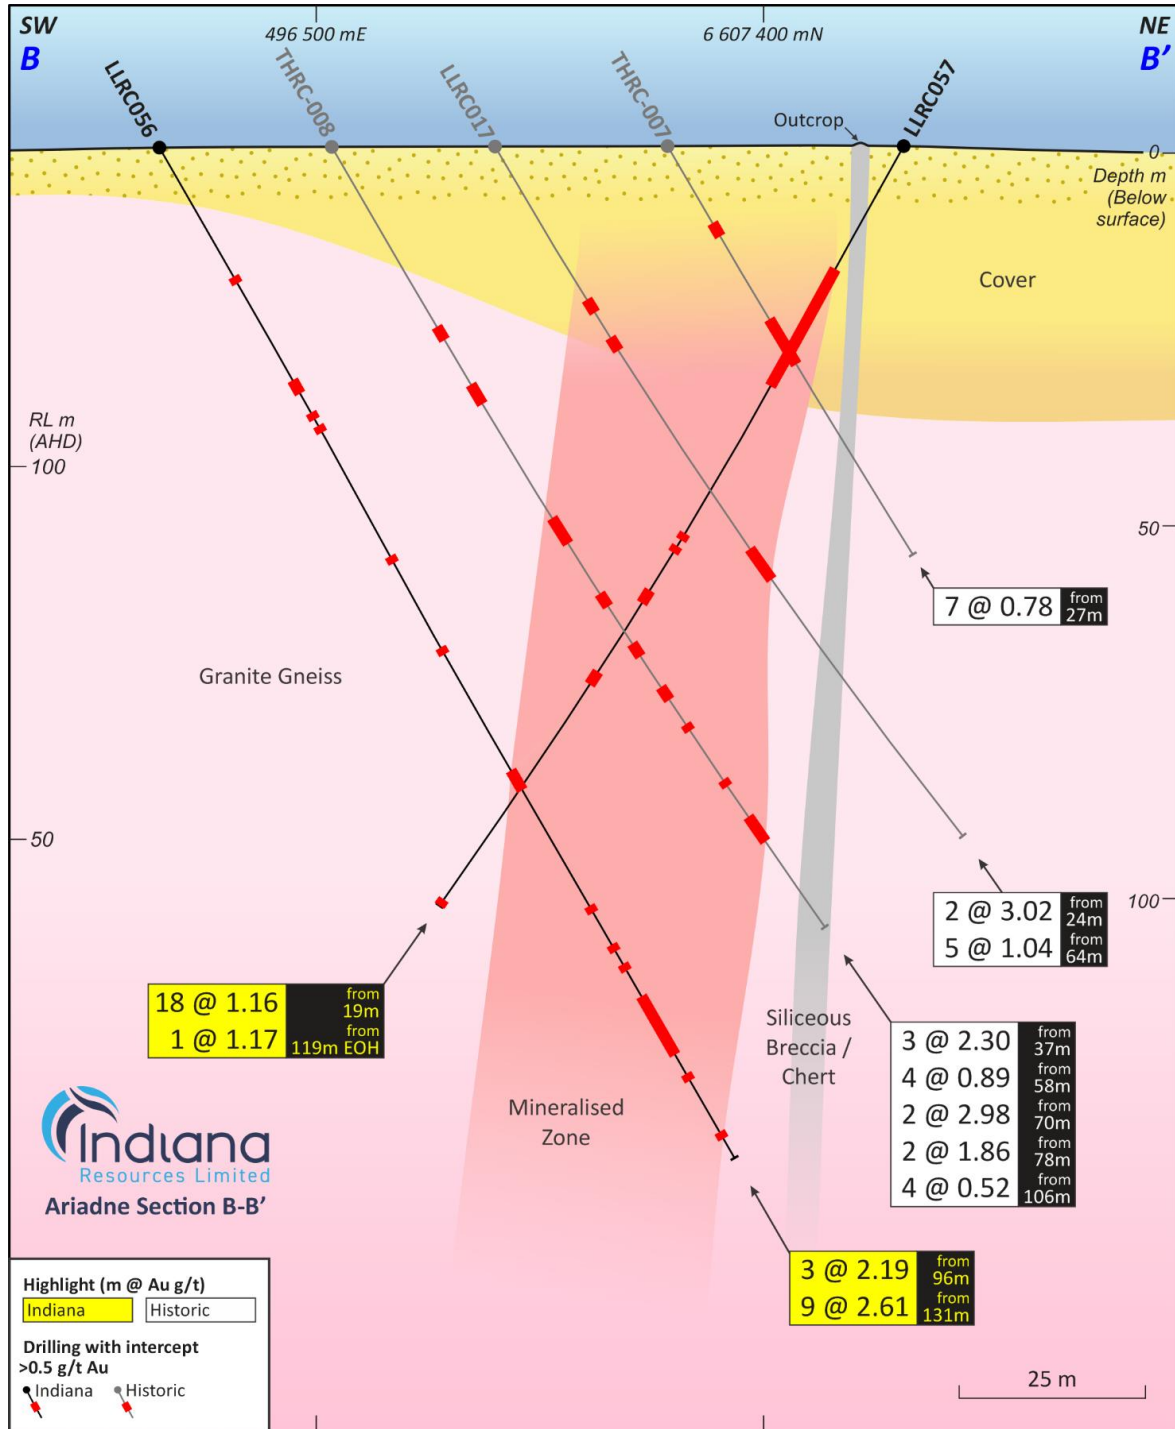 SW
B
496 500 mE
6 607 400 mN
NE
B'
LLRC056
THRC-008
LLRC017
THRC-007
Outcrop
LLRC057
0
Depth m
(Below
surface)
Cover
RL m
(AHD)
100
50
7 @ 0.78 from 27m
Granite Gneiss
50
100
2 @ 3.02 from 24m
5 @ 1.04 from 64m
18 @ 1.16 from 19m
1 @ 1.17 from 119m EOH
Siliceous
Breccia /
Chert
3 @ 2.30 from 37m
4 @ 0.89 from 58m
2 @ 2.98 from 70m
2 @ 1.86 from 78m
4 @ 0.52 from 106m
Mineralised
Zone
Indiana
Resources Limited
Ariadne Section B-B'
3 @ 2.19 from 96m
9 @ 2.61 from 131m
Highlight (m @ Au g/t)
Indiana Historic
Drilling with intercept
>0.5 g/t Au
Indiana Historic
25 m